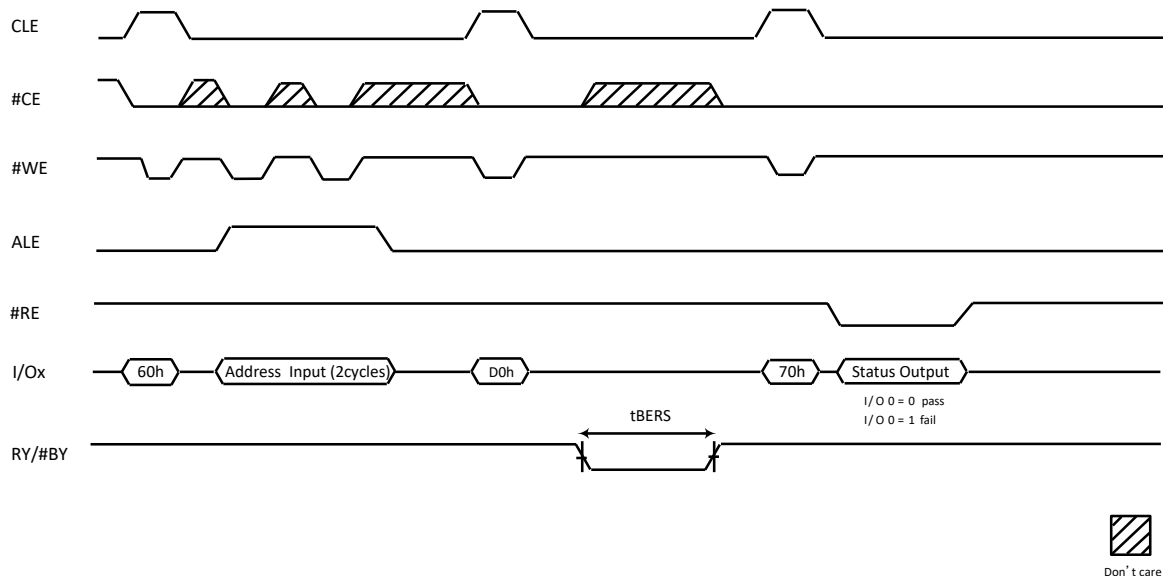 CLE
#CE
#WE
ALE
#RE
I/Ox 60h Address Input (2cycles) D0h 70h Status Output
I/O 0 = 0 pass
I/O 0 = 1 fail
tBERS
RY/#BY
Don't care